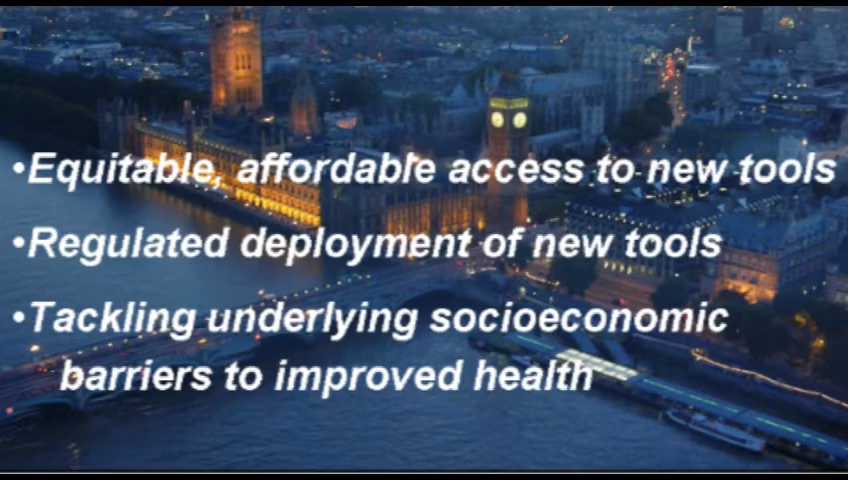 •Equitable, affordable access to new tools
•Regulated deployment of new tools
•Tackling underlying socioeconomic
barriers to improved health